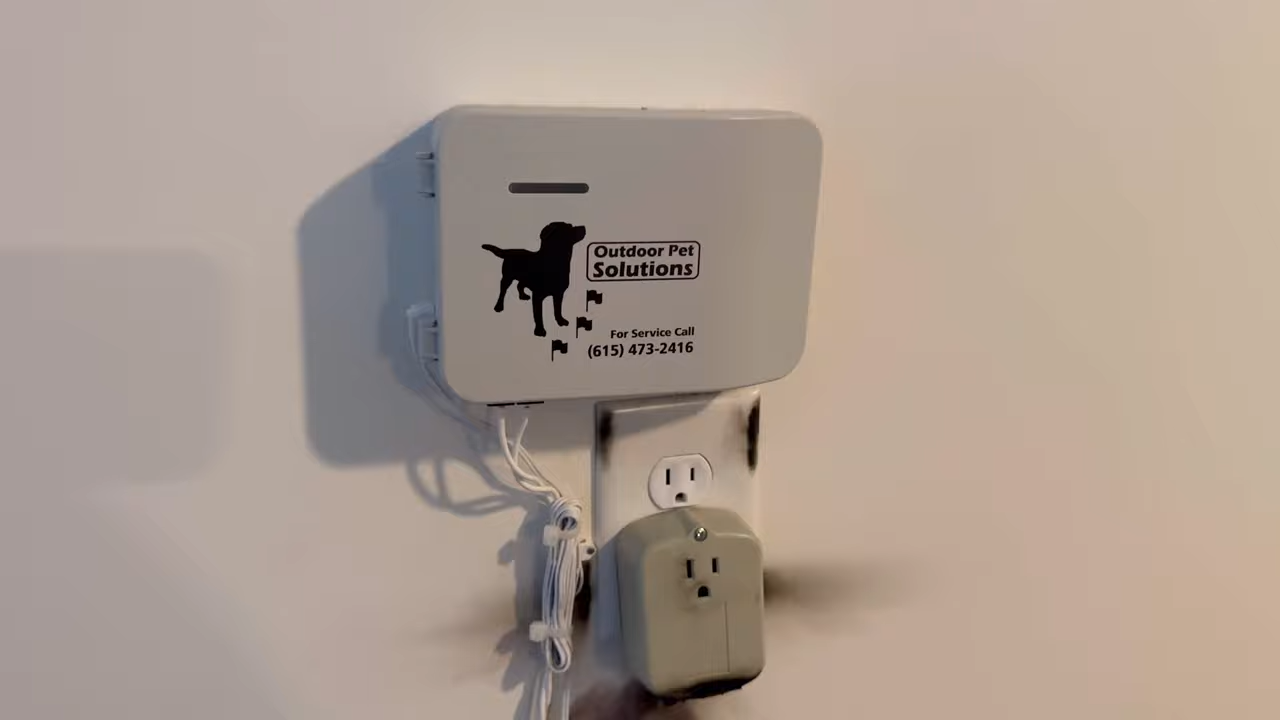 Outdoor Pet
Solutions
For Service Call
(615) 473-2416